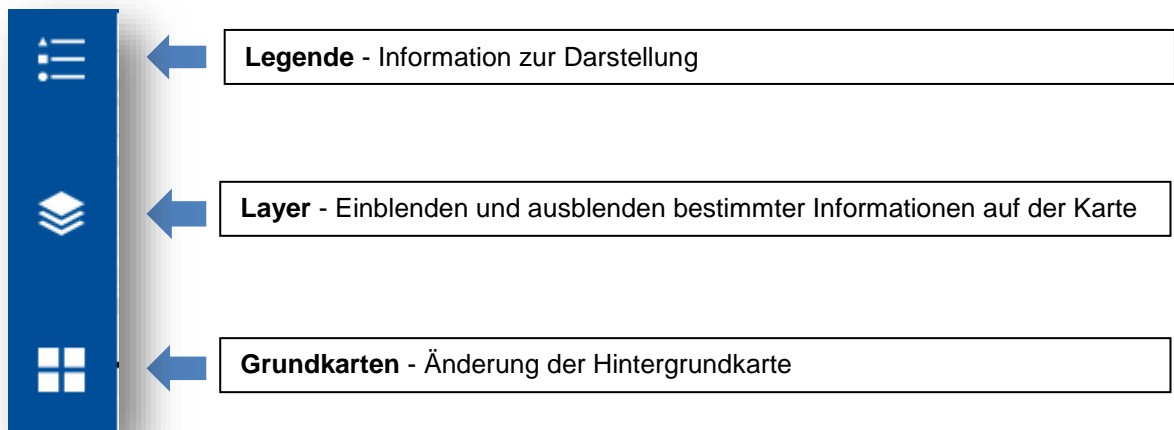 Legende - Information zur Darstellung
Layer - Einblenden und ausblenden bestimmter Informationen auf der Karte
Grundkarten - Änderung der Hintergrundkarte